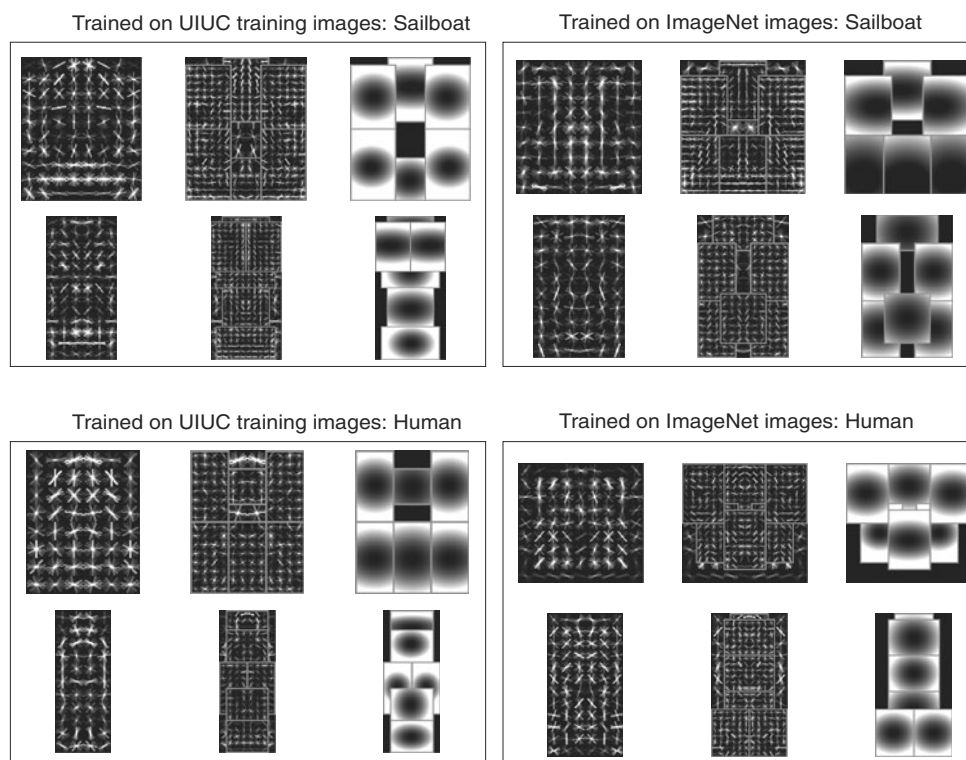 Trained on UIUC training images: Sailboat
Trained on ImageNet images: Sailboat
Trained on UIUC training images: Human
Trained on ImageNet images: Human